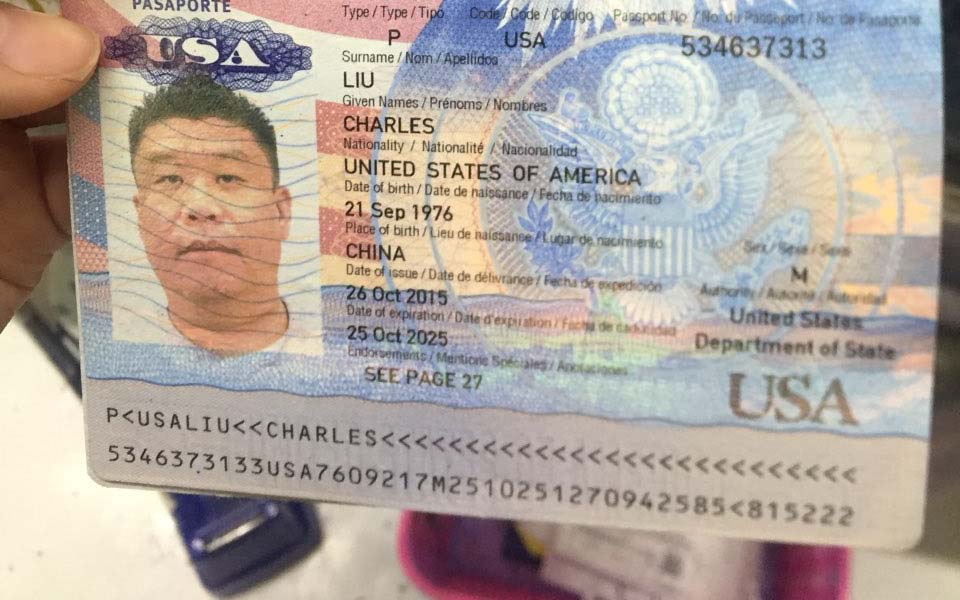 PASAPORTE
USA
Type / Type / Tipo Code / Code / Codigo Passport No. / No. du Passeport / No. de Pasaporte
P USA 534637313
Surname / Nom / Apellidos
LIU
Given Names / Prénoms / Nombres
CHARLES
Nationality / Nationalité / Nacionalidad
UNITED STATES OF AMERICA
Date of birth / Date de naissance / Fecha de nacimiento
21 Sep 1976
Place of birth / Lieu de naissance / Lugar de nacimiento
CHINA
Sex / Sexe / Sexo
M
Date of issue / Date de délivrance / Fecha de expedición
26 Oct 2015
Authority / Autorité / Autoridad
United States
Department of State
Date of expiration / Date d'expiration / Fecha de caducidad
25 Oct 2025
Endorsements / Mentions Spéciales / Anotaciones
SEE PAGE 27
USA
P<USALIU<<CHARLES<<<<<<<<<<<<<<<<<<<<<<<<<<<
5346373133USA7609217M2510251270942585<815222